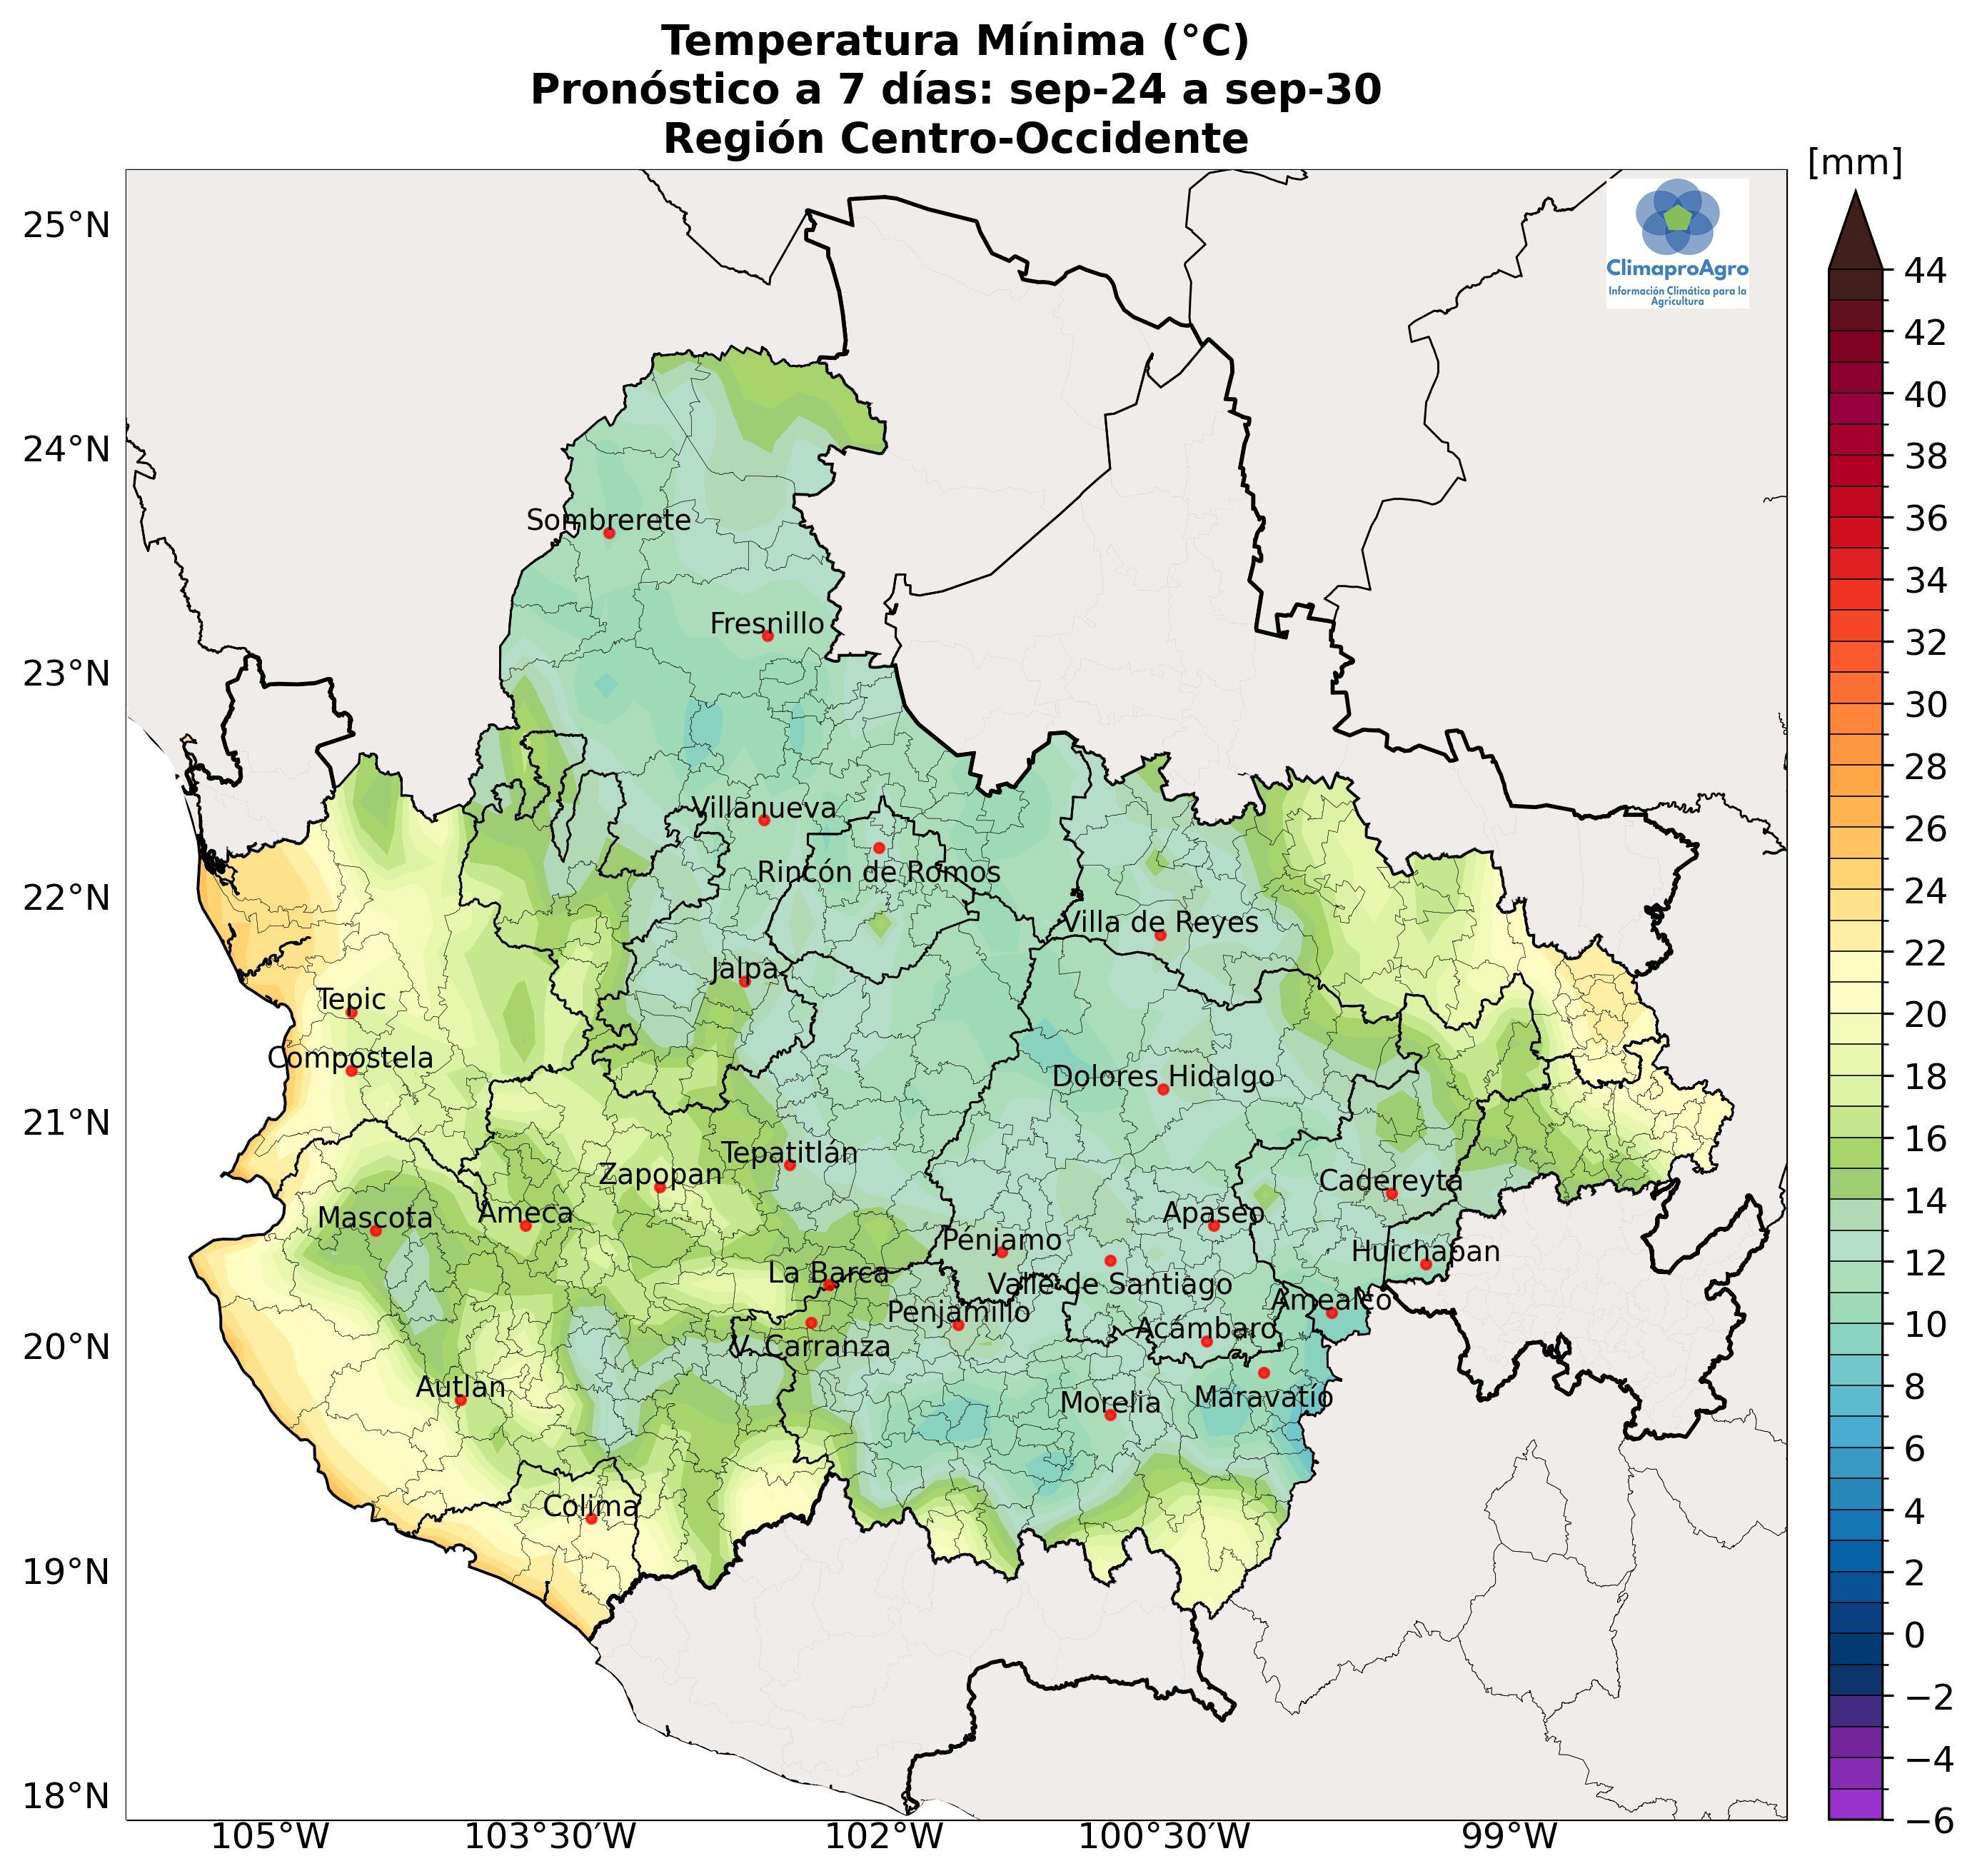 Temperatura Mínima (°C)
Pronóstico a 7 días: sep-24 a sep-30
Región Centro-Occidente
[mm]
25°N
24°N
23°N
22°N
21°N
20°N
19°N
18°N
ClimaproAgro
Información Climática para la
Agricultura
Sombrerete
Fresnillo
Villanueva
Rincón de Romos
Villa de Reyes
Jalpa
Tepic
Compostela
Dolores Hidalgo
Tepatitlán
Zapopan
Cadereyta
Mascota
Ameca
Apaseo
Pénjamo
Huichapan
La Barca
Valle de Santiago
Amealco
Penjamillo
Acámbaro
V. Carranza
Autlan
Morelia
Maravatío
Colima
44
42
40
38
36
34
32
30
28
26
24
22
20
18
16
14
12
10
8
6
4
2
0
−2
−4
−6
105°W
103°30′W
102°W
100°30′W
99°W